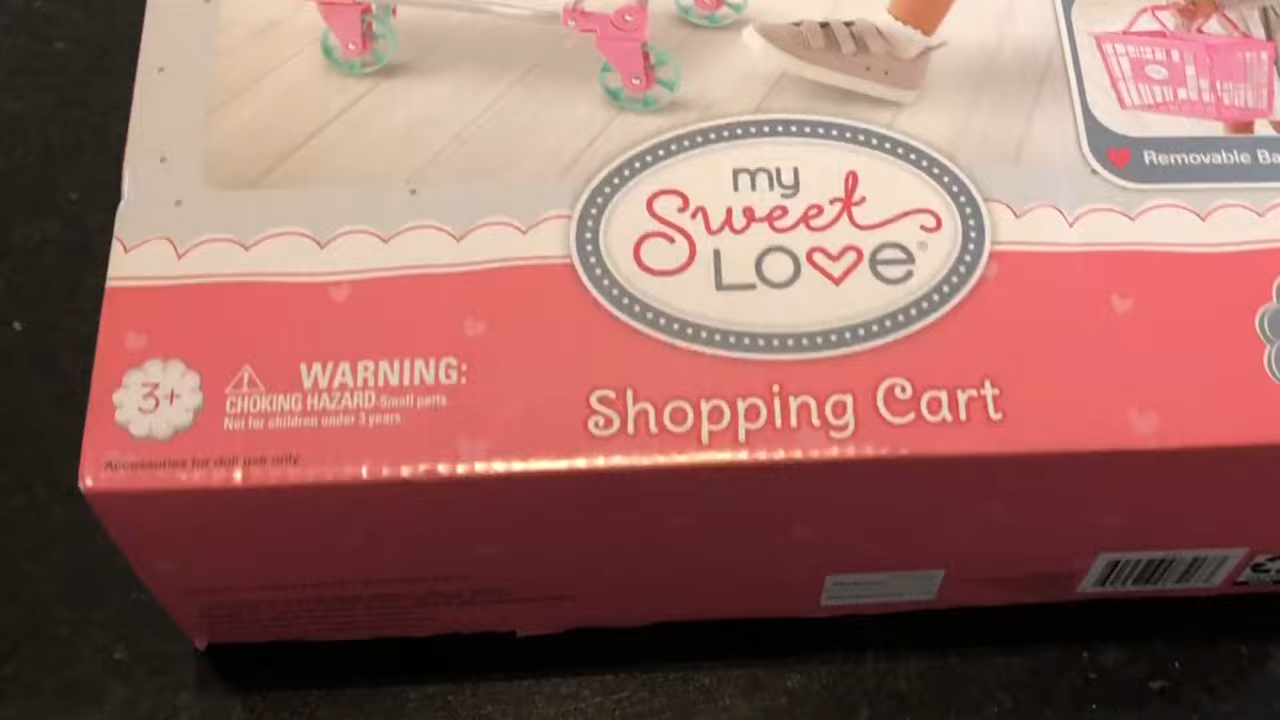 Removable Ba
my
Sweet
LOVe®
3+
WARNING:
CHOKING HAZARD-Small parts.
Not for children under 3 years.
Shopping Cart
Accessories for doll use only